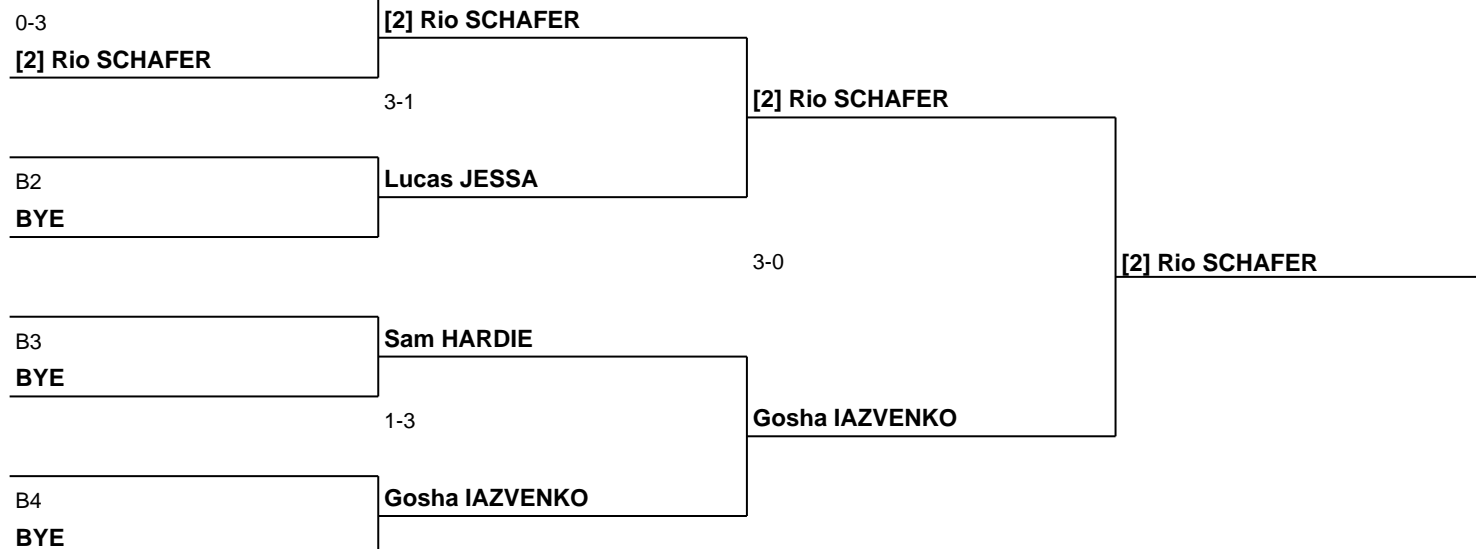 0-3
[2] Rio SCHAFER
[2] Rio SCHAFER
3-1
[2] Rio SCHAFER
B2
BYE
Lucas JESSA
3-0
[2] Rio SCHAFER
B3
BYE
Sam HARDIE
1-3
Gosha IAZVENKO
B4
BYE
Gosha IAZVENKO